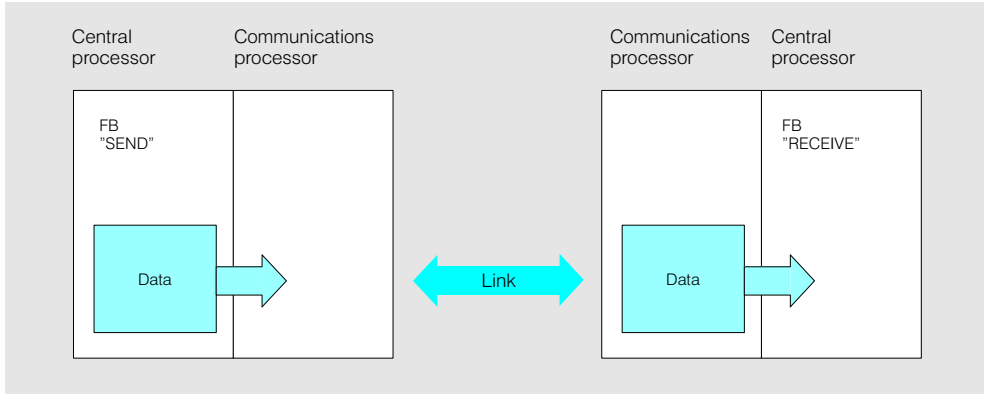 Central
processor
Communications
processor
Communications
processor
Central
processor
FB
”SEND”
FB
”RECEIVE”
Data
Link
Data